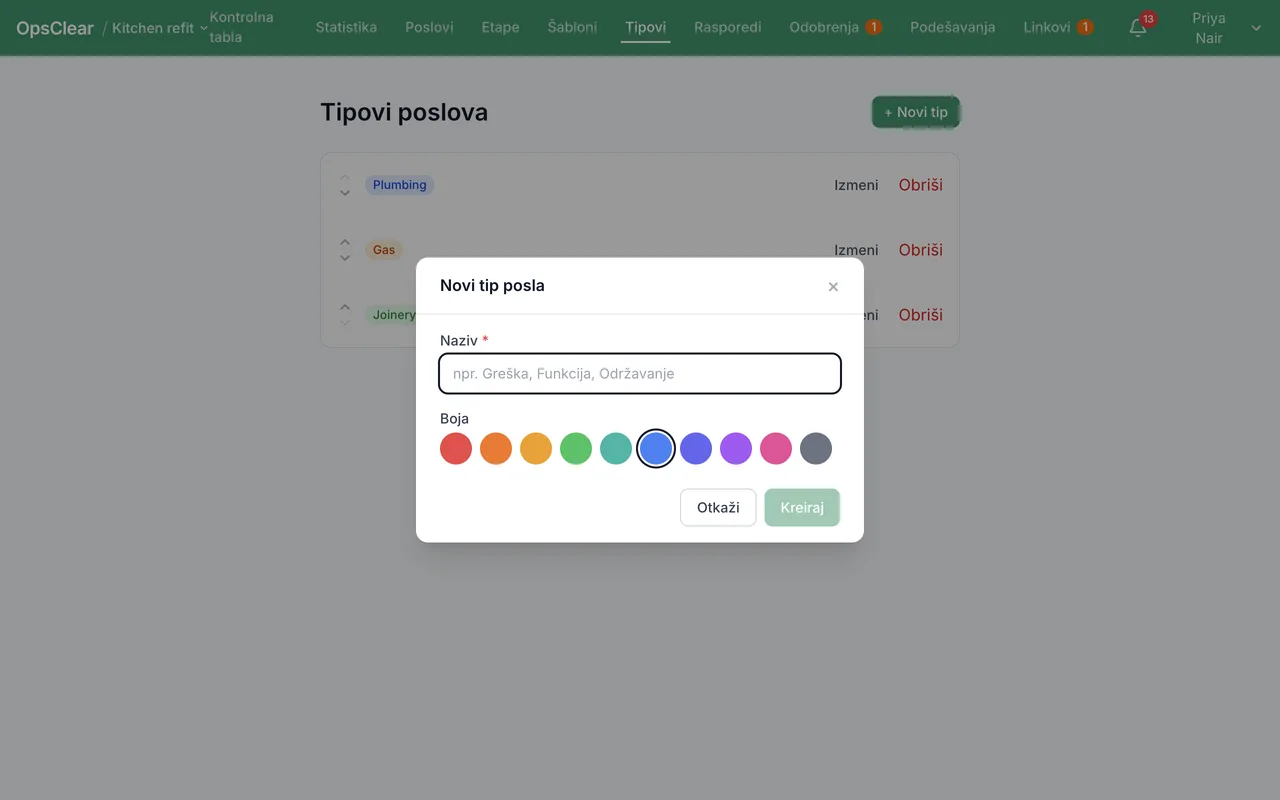 OpsClear / Kitchen refit
Kontrolna tabla
Statistika
Poslovi
Etape
Šabloni
Tipovi
Rasporedi
Odobrenja 1
Podešavanja
Linkovi 1
13
Priya Nair
Tipovi poslova
+ Novi tip
Plumbing
Izmeni
Obriši
Gas
Izmeni
Obriši
Joinery
Obriši
Novi tip posla
×
Naziv *
npr. Greška, Funkcija, Održavanje
Boja
Otkaži
Kreiraj